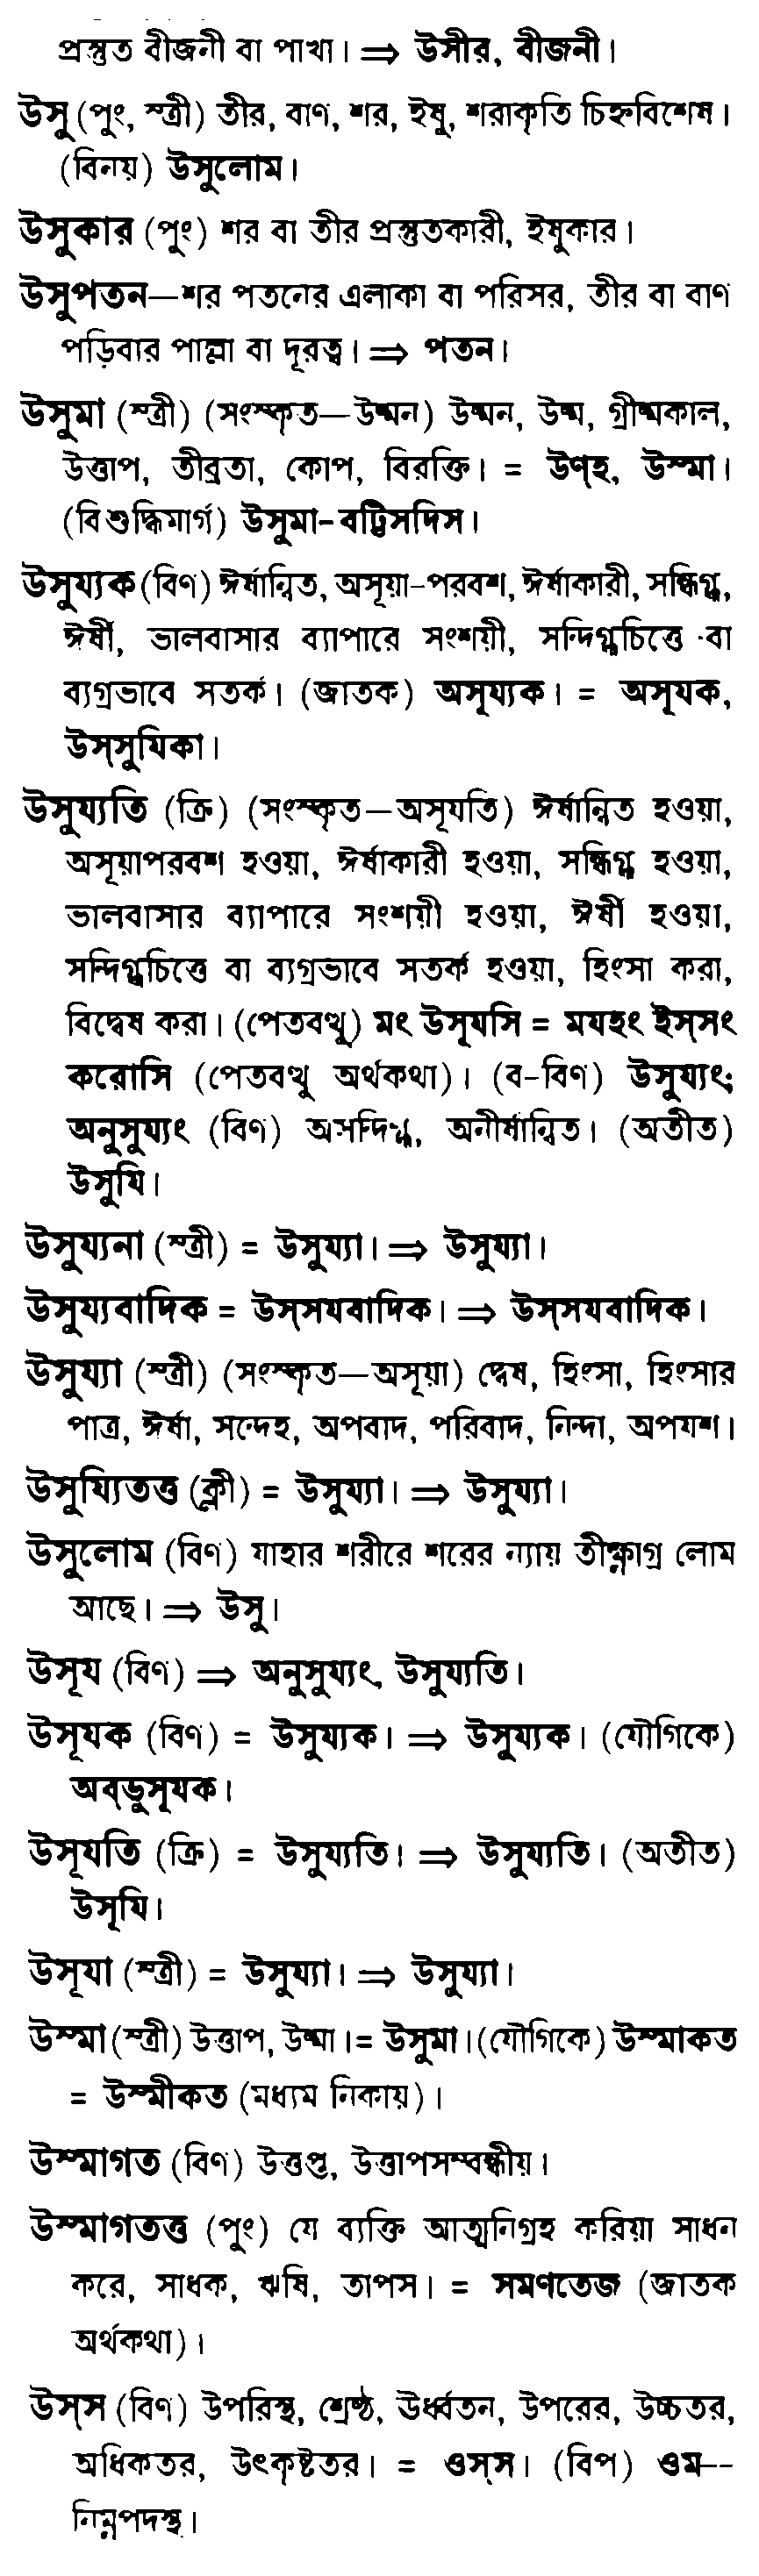 প্রস্তুত বীজনী বা পাখা। ⇒ উসীর, বীজনী।
উসু (পুং, স্ত্রী) তীর, বাণ, শর, ইষু, শরাকৃতি চিহ্নবিশেষ।
(বিনয়) উসুলোম।
উসুকার (পুং) শর বা তীর প্রস্তুতকারী, ইষুকার।
উসুপতন—শর পতনের এলাকা বা পরিসর, তীর বা বাণ
পড়িবার পাল্লা বা দূরত্ব। ⇒ পতন।
উসুমা (স্ত্রী) (সংস্কৃত—উষ্মন) উষ্মন, উষ্ম, গ্রীষ্মকাল,
উত্তাপ, তীব্রতা, কোপ, বিরক্তি। = উণ্হ, উস্মা।
(বিশুদ্ধিমার্গ) উসুমা-বট্টিসদিস।
উসুয্যক (বিণ) ঈর্ষান্বিত, অসূয়া-পরবশ, ঈর্ষাকারী, সন্ধিগ্ধ,
ঈর্ষী, ভালবাসার ব্যাপারে সংশয়ী, সন্দিগ্ধচিত্তে বা
ব্যগ্রভাবে সতর্ক। (জাতক) অসূয্যক। = অসূযক,
উস্সুযিকা।
উসুয্যতি (ক্রি) (সংস্কৃত—অসূযতি) ঈর্ষান্বিত হওয়া,
অসূয়াপরবশ হওয়া, ঈর্ষাকারী হওয়া, সন্ধিগ্ধ হওয়া,
ভালবাসার ব্যাপারে সংশয়ী হওয়া, ঈর্ষী হওয়া,
সন্দিগ্ধচিত্তে বা ব্যগ্রভাবে সতর্ক হওয়া, হিংসা করা,
বিদ্বেষ করা। (পেতবত্থু) মং উসূযসি = মযহং ইস্সং
করোসি (পেতবত্থু অর্থকথা)। (ব-বিণ) উসুয্যং;
অনুসুয্যং (বিণ) অসন্দিগ্ধ, অনীর্ষান্বিত। (অতীত)
উসুযি।
উসুয্যনা (স্ত্রী) = উসুয্যা। ⇒ উসুয্যা।
উসুয্যবাদিক = উস্সযবাদিক। ⇒ উস্সযবাদিক।
উসুয্যা (স্ত্রী) (সংস্কৃত—অসূয়া) দ্বেষ, হিংসা, হিংসার
পাত্র, ঈর্ষা, সন্দেহ, অপবাদ, পরিবাদ, নিন্দা, অপযশ।
উসুয্যিতত্ত (ক্লী) = উসুয্যা। ⇒ উসুয্যা।
উসুলোম (বিণ) যাহার শরীরে শরের ন্যায় তীক্ষ্ণাগ্র লোম
আছে। ⇒ উসু।
উসূয (বিণ) ⇒ অনুসুয্যং, উসুয্যতি।
উসূযক (বিণ) = উসুয্যক। ⇒ উসুয্যক। (যৌগিকে)
অব্ভুসূযক।
উসূযতি (ক্রি) = উসুয্যতি। ⇒ উসুয্যতি। (অতীত)
উসূযি।
উসূযা (স্ত্রী) = উসুয্যা। ⇒ উসুয্যা।
উস্মা (স্ত্রী) উত্তাপ, উষ্মা। = উসুমা। (যৌগিকে) উস্মাকত
= উস্মীকত (মধ্যম নিকায়)।
উস্মাগত (বিণ) উত্তপ্ত, উত্তাপসম্বন্ধীয়।
উস্মাগতত্ত (পুং) যে ব্যক্তি আত্মনিগ্রহ করিয়া সাধন
করে, সাধক, ঋষি, তাপস। = সমণতেজ (জাতক
অর্থকথা)।
উস্স (বিণ) উপরিস্থ, শ্রেষ্ঠ, ঊর্ধ্বতন, উপরের, উচ্চতর,
অধিকতর, উৎকৃষ্টতর। = ওস্স। (বিপ) ওম--
নিম্নপদস্থ।